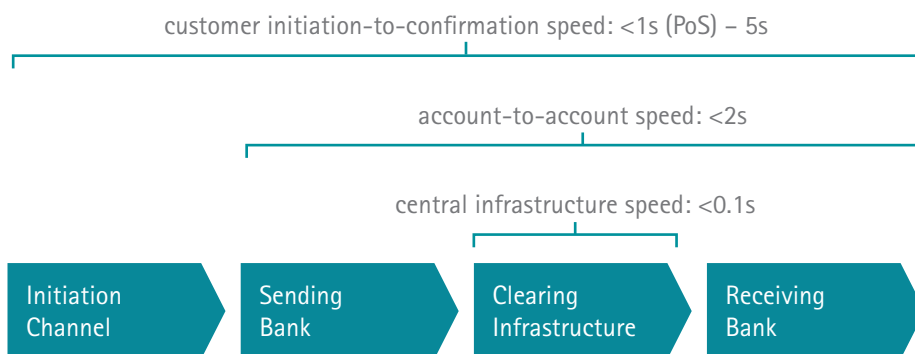 customer initiation-to-confirmation speed: <1s (PoS) – 5s
account-to-account speed: <2s
central infrastructure speed: <0.1s
Initiation
Channel
Sending
Bank
Clearing
Infrastructure
Receiving
Bank